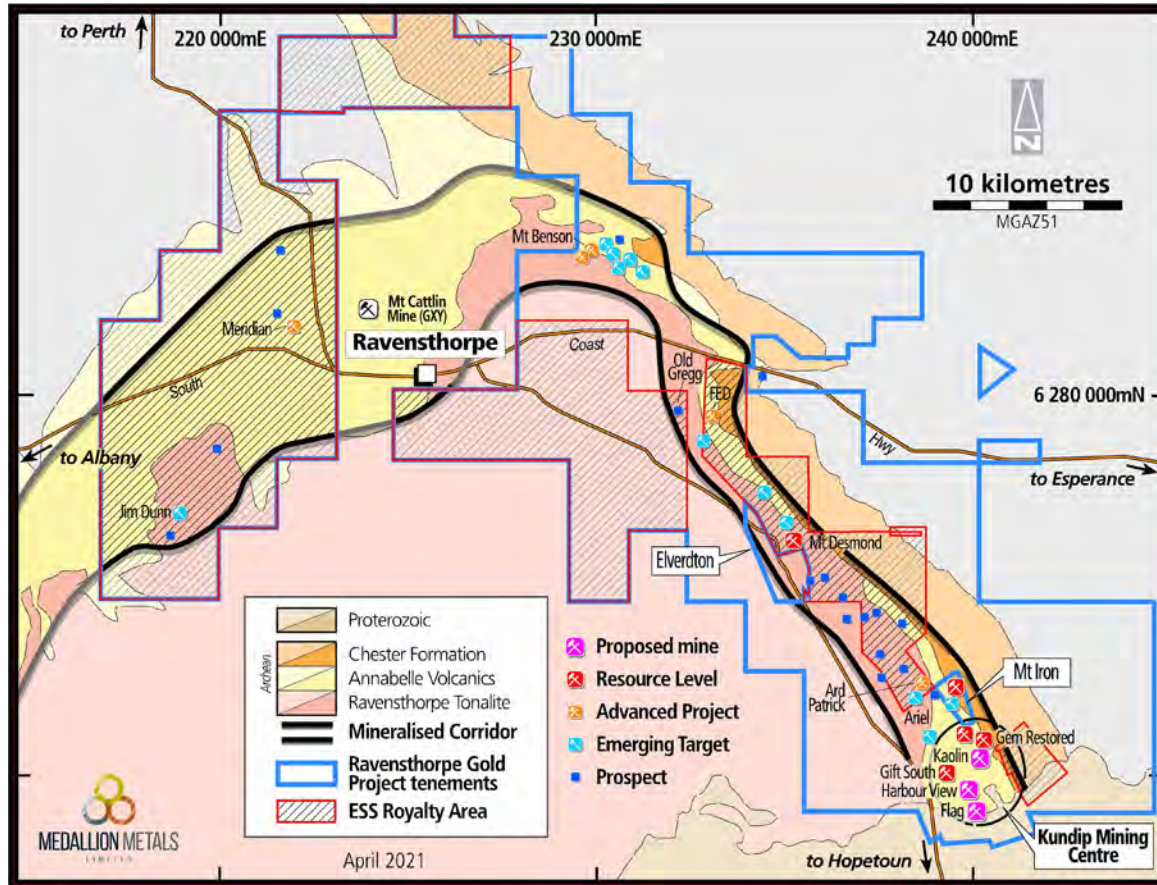 to Perth
220 000mE
230 000mE
240 000mE
N
10 kilometres
MGAZ51
Mt Benson
Mt Cattlin
Mine (GXY)
Meridian
Ravensthorpe
Coast
South
Old
Gregg
FED
6 280 000mN
Hwy
to Albany
to Esperance
Jim Dunn
Mt Desmond
Elverdton
Archean
Proterozoic
Chester Formation
Annabelle Volcanics
Ravensthorpe Tonalite
Mineralised Corridor
Ravensthorpe Gold
Project tenements
ESS Royalty Area
Proposed mine
Resource Level
Advanced Project
Emerging Target
Prospect
Ard
Patrick
Ariel
Mt Iron
Gem Restored
Kaolin
Gift South
Harbour View
Flag
Kundip Mining
Centre
MEDALLION METALS
LIMITED
April 2021
to Hopetoun